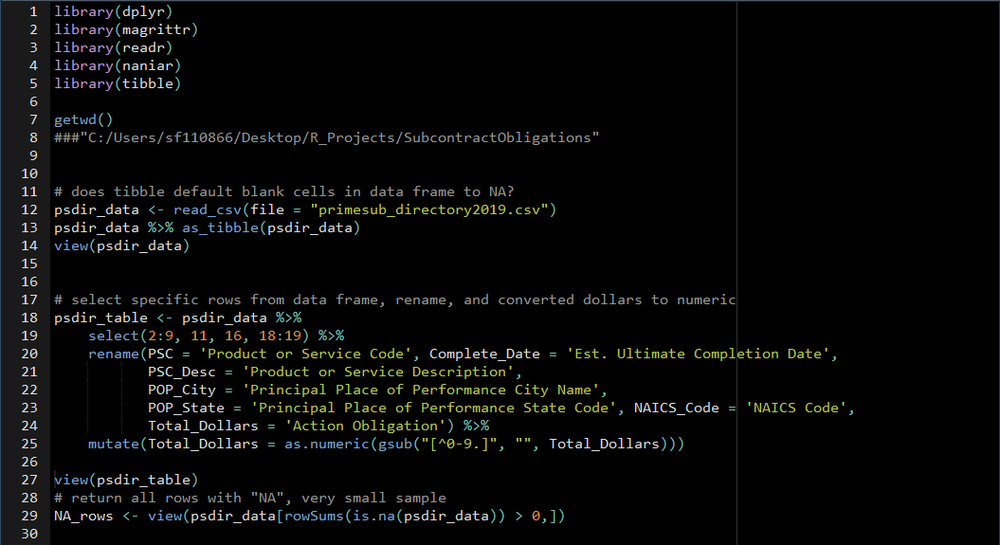 1 library(dplyr)
2 library(magrittr)
3 library(readr)
4 library(naniar)
5 library(tibble)
6
7 getwd()
8 ###"C:/Users/sf110866/Desktop/R_Projects/SubcontractObligations"
9
10
11 # does tibble default blank cells in data frame to NA?
12 psdir_data <- read_csv(file = "primesub_directory2019.csv")
13 psdir_data %>% as_tibble(psdir_data)
14 view(psdir_data)
15
16
17 # select specific rows from data frame, rename, and converted dollars to numeric
18 psdir_table <- psdir_data %>%
19     select(2:9, 11, 16, 18:19) %>%
20     rename(PSC = 'Product or Service Code', Complete_Date = 'Est. Ultimate Completion Date',
21            PSC_Desc = 'Product or Service Description',
22            POP_City = 'Principal Place of Performance City Name',
23            POP_State = 'Principal Place of Performance State Code', NAICS_Code = 'NAICS Code',
24            Total_Dollars = 'Action Obligation') %>%
25     mutate(Total_Dollars = as.numeric(gsub("[^0-9.]", "", Total_Dollars)))
26
27 view(psdir_table)
28 # return all rows with "NA", very small sample
29 NA_rows <- view(psdir_data[rowSums(is.na(psdir_data)) > 0,])
30